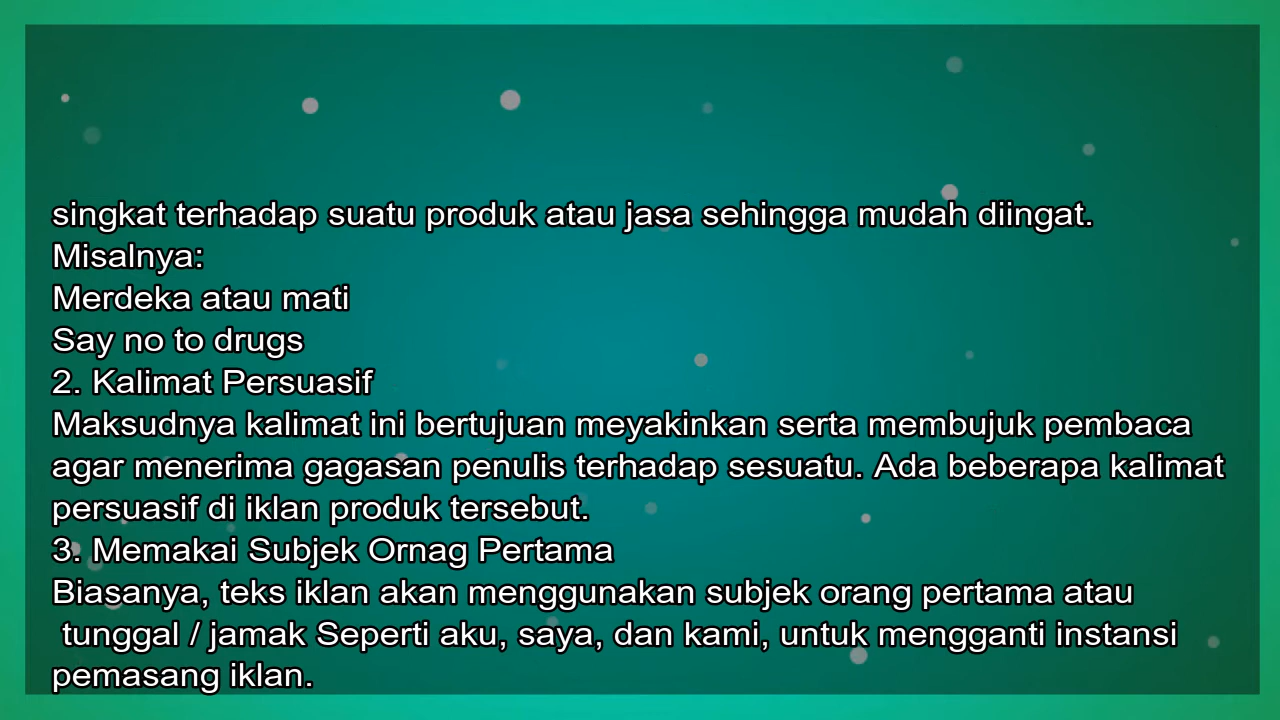 singkat terhadap suatu produk atau jasa sehingga mudah diingat.
Misalnya:
Merdeka atau mati
Say no to drugs
2. Kalimat Persuasif
Maksudnya kalimat ini bertujuan meyakinkan serta membujuk pembaca
agar menerima gagasan penulis terhadap sesuatu. Ada beberapa kalimat
persuasif di iklan produk tersebut.
3. Memakai Subjek Ornag Pertama
Biasanya, teks iklan akan menggunakan subjek orang pertama atau
tunggal / jamak Seperti aku, saya, dan kami, untuk mengganti instansi
pemasang iklan.